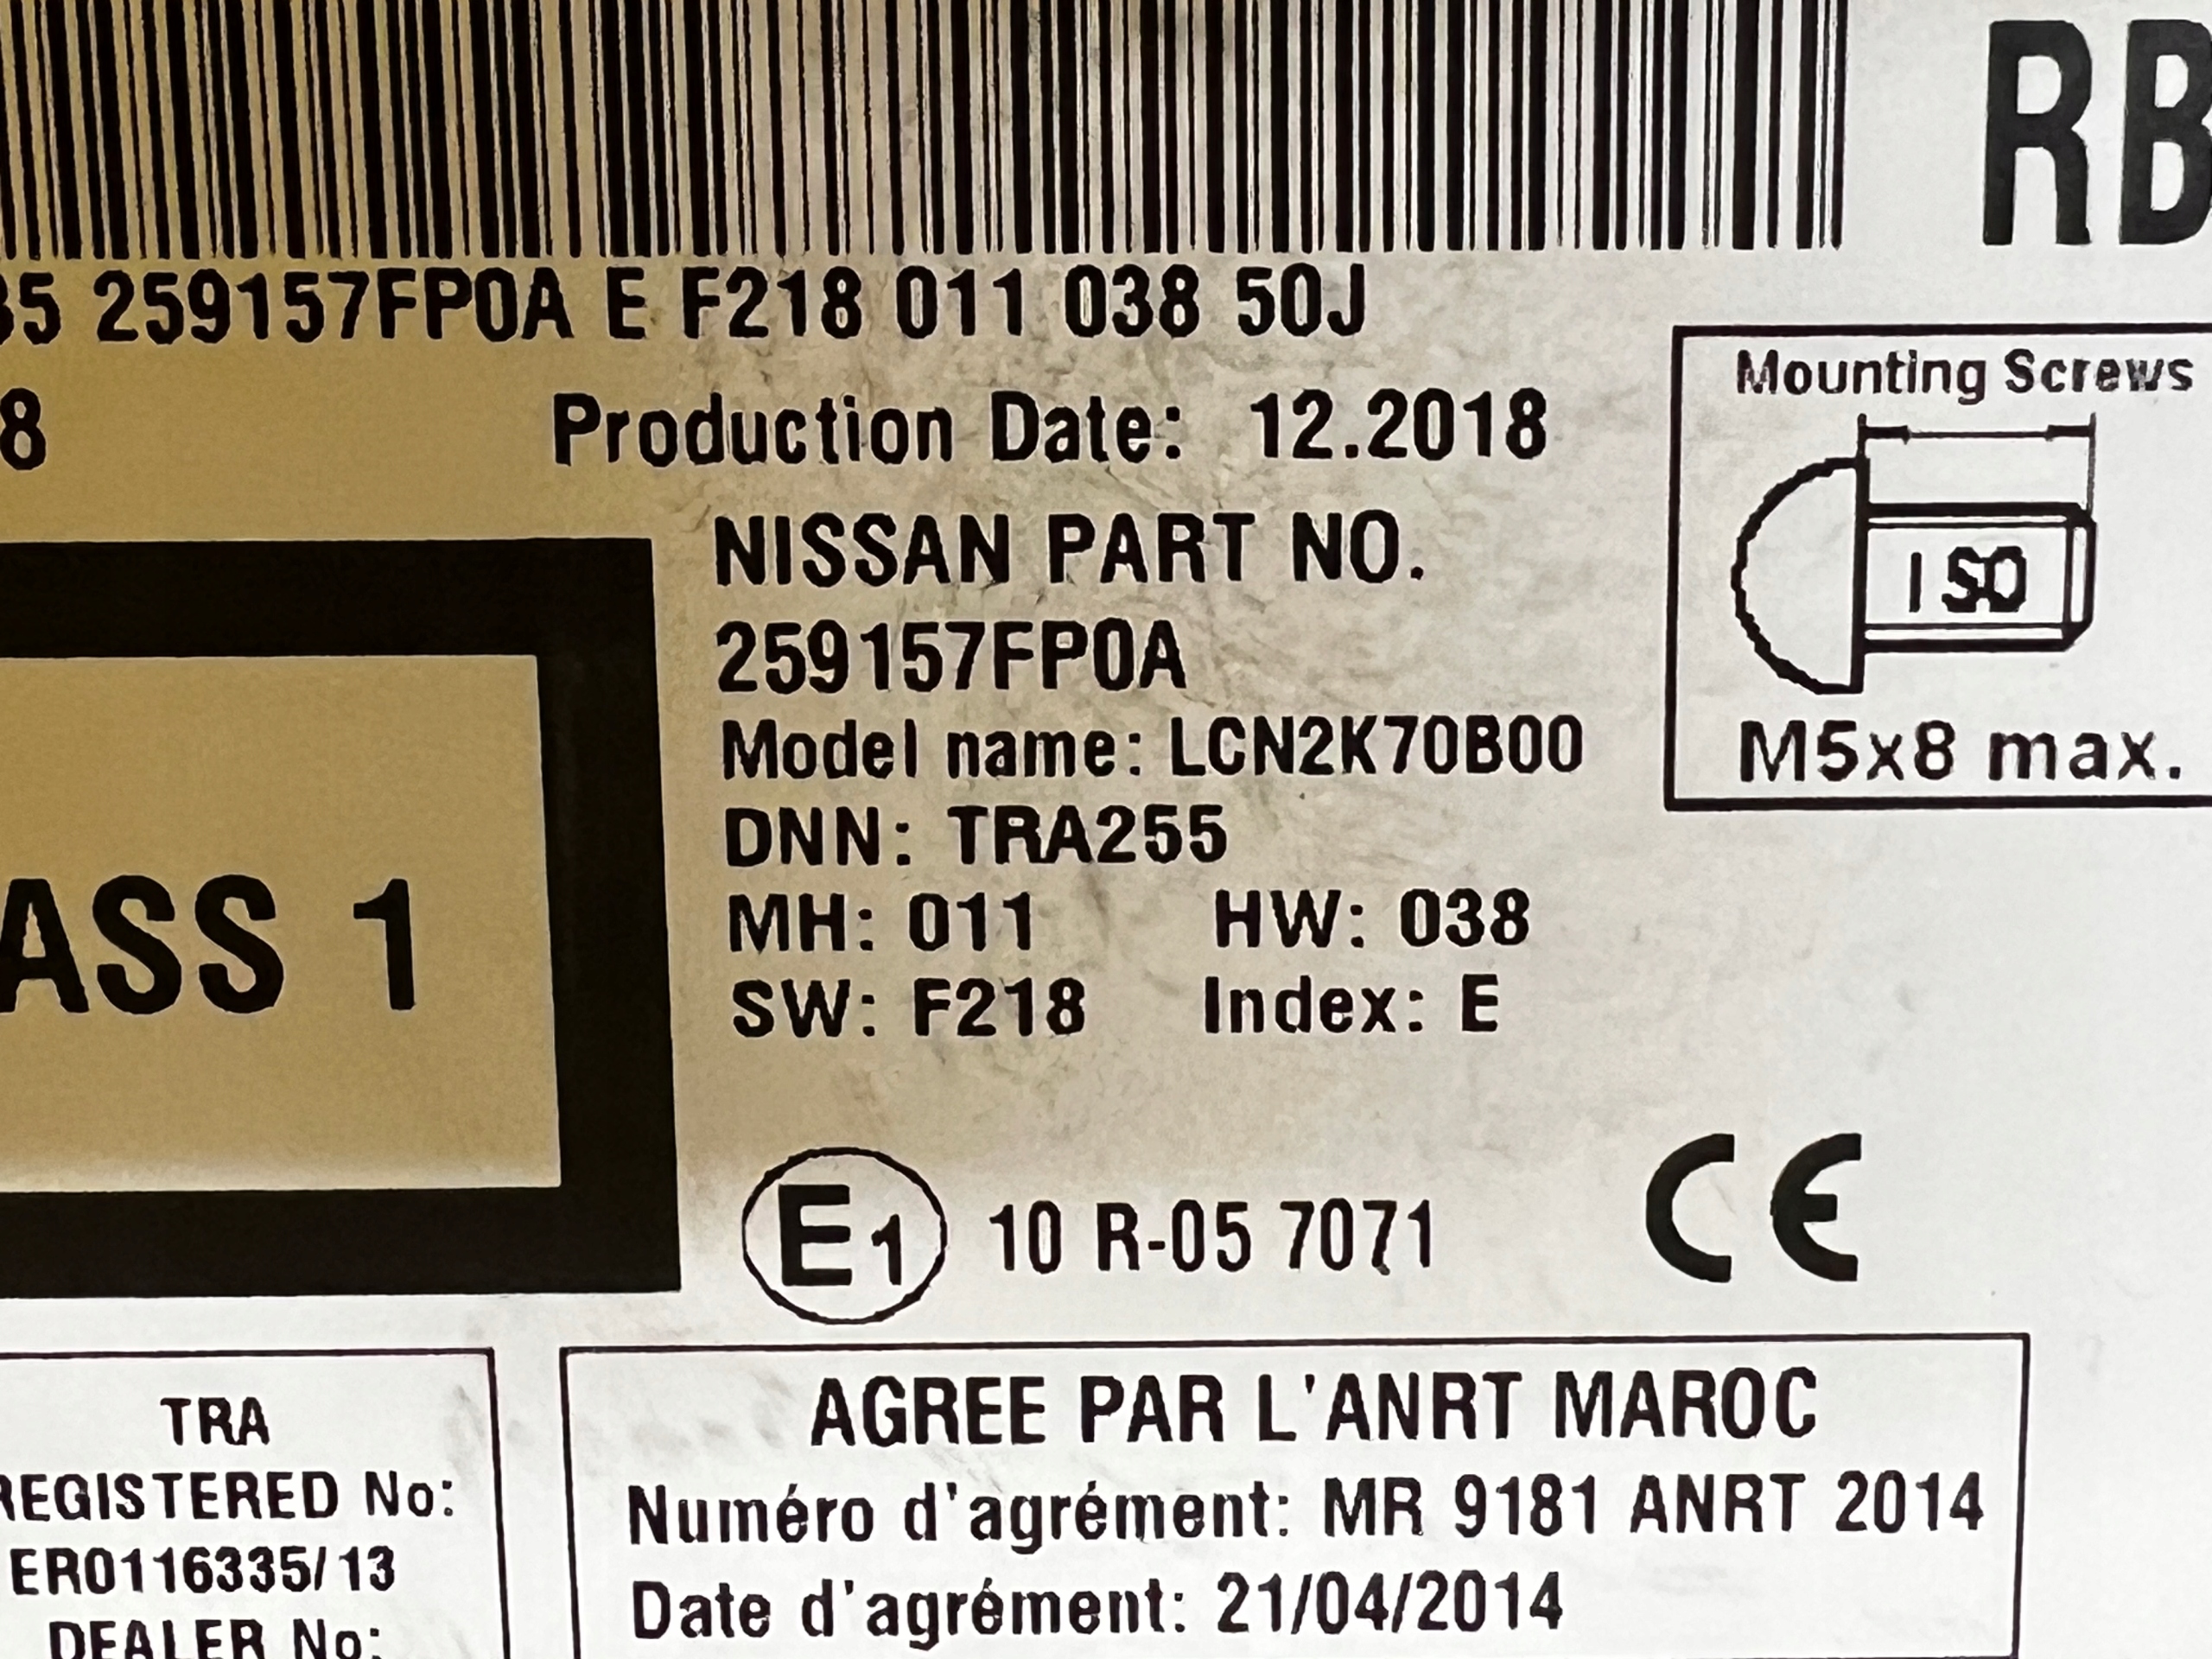 RB
35 259157FP0A E F218 011 038 50J
8
Production Date: 12.2018
Mounting Screws
ISO
M5x8 max.
NISSAN PART NO.
259157FP0A
Model name: LCN2K70B00
DNN: TRA255
MH: 011 HW: 038
SW: F218 Index: E
ASS 1
E1 10 R-05 7071 CE
TRA
REGISTERED No:
ER0116335/13
DEALER No:
AGREE PAR L'ANRT MAROC
Numéro d'agrément: MR 9181 ANRT 2014
Date d'agrément: 21/04/2014